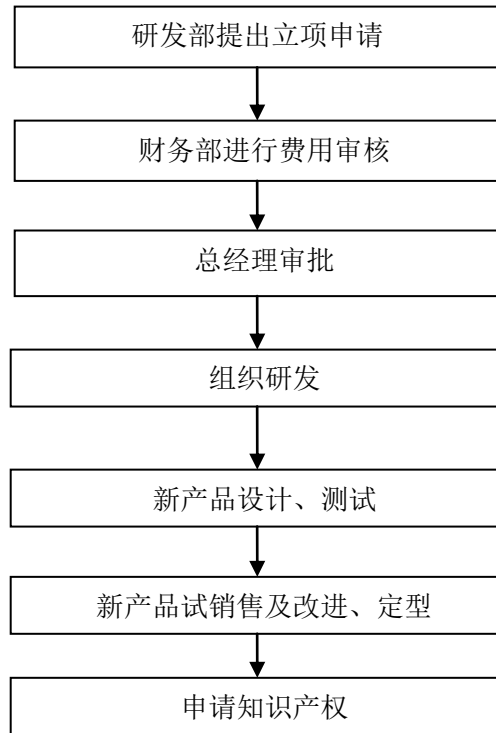 研发部提出立项申请
财务部进行费用审核
总经理审批
组织研发
新产品设计、测试
新产品试销售及改进、定型
申请知识产权